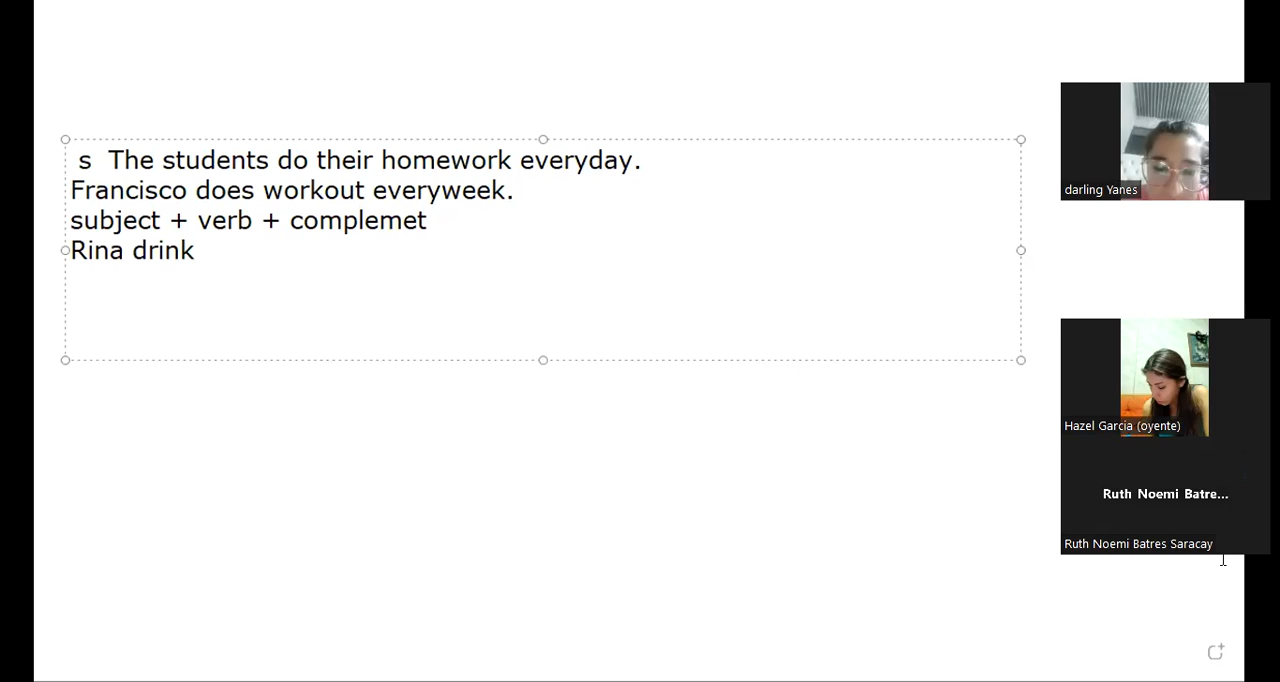 s The students do their homework everyday.
Francisco does workout everyweek.
subject + verb + complemet
Rina drink
darling Yanes
Hazel Garcia (oyente)
Ruth Noemi Batre...
Ruth Noemi Batres Saracay